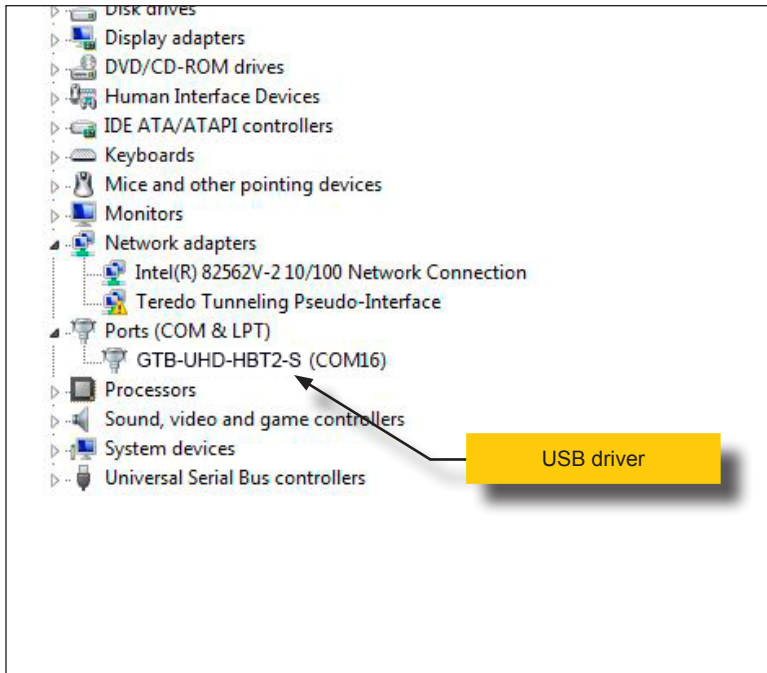 Disk drives
Display adapters
DVD/CD-ROM drives
Human Interface Devices
IDE ATA/ATAPI controllers
Keyboards
Mice and other pointing devices
Monitors
Network adapters
Intel(R) 82562V-2 10/100 Network Connection
Teredo Tunneling Pseudo-Interface
Ports (COM & LPT)
GTB-UHD-HBT2-S (COM16)
Processors
Sound, video and game controllers
System devices
USB driver
Universal Serial Bus controllers